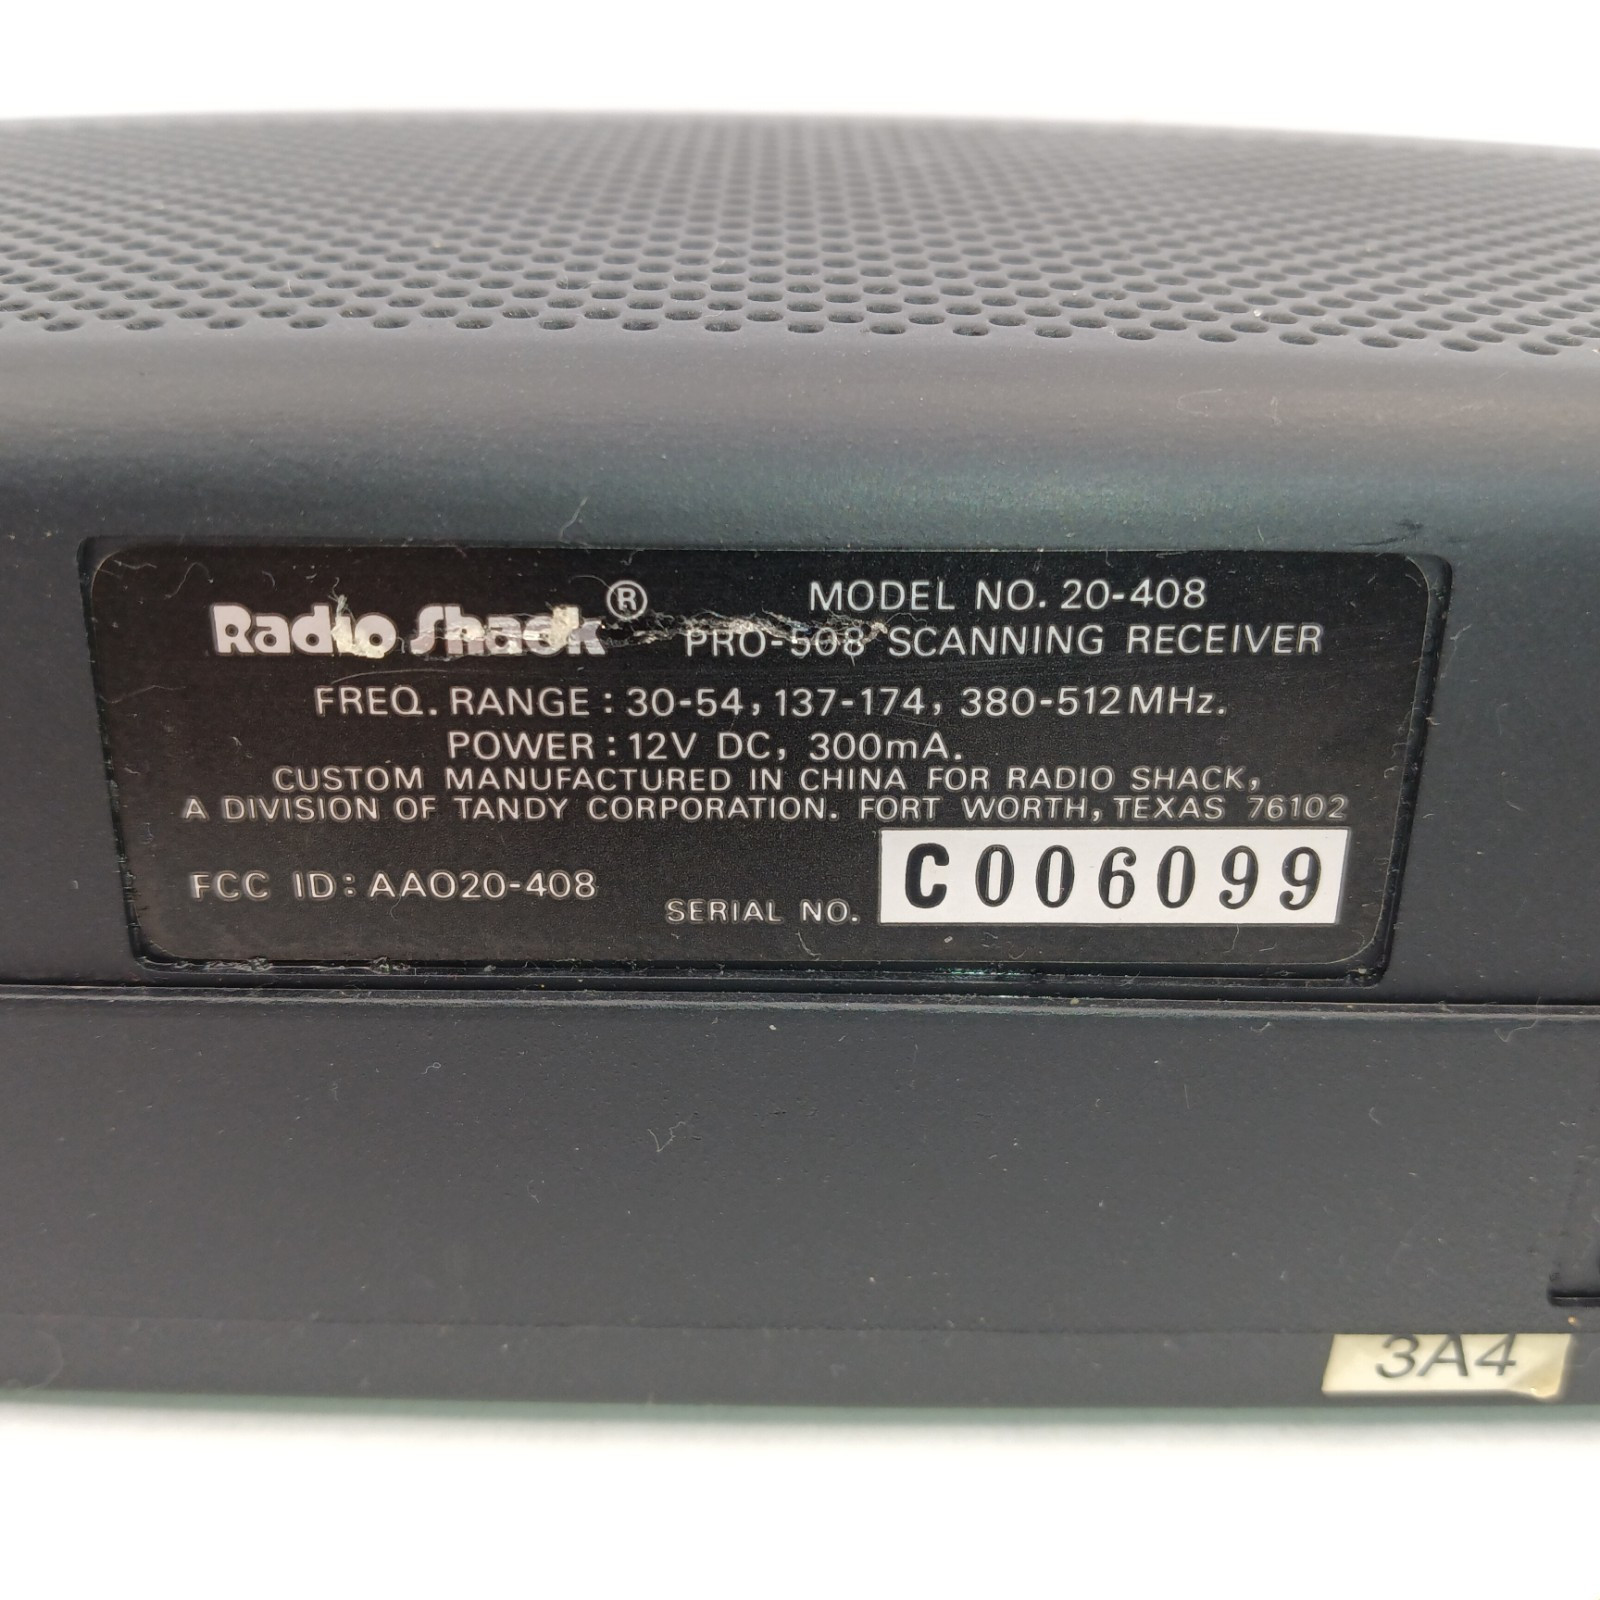 Radio Shack ®
MODEL NO. 20-408
PRO-508 SCANNING RECEIVER
FREQ. RANGE : 30-54, 137-174, 380-512 MHz.
POWER : 12V DC, 300mA.
CUSTOM MANUFACTURED IN CHINA FOR RADIO SHACK,
A DIVISION OF TANDY CORPORATION. FORT WORTH, TEXAS 76102
FCC ID: AAO20-408
SERIAL NO. C006099
3A4